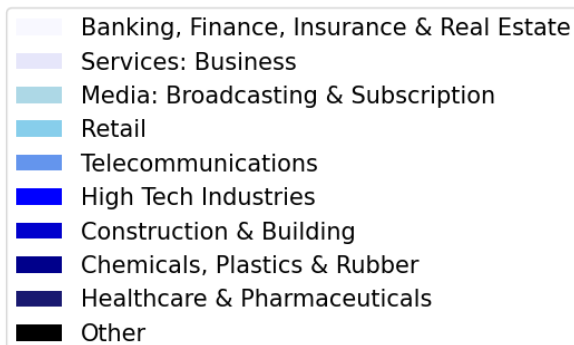 Banking, Finance, Insurance & Real Estate
Services: Business
Media: Broadcasting & Subscription
Retail
Telecommunications
High Tech Industries
Construction & Building
Chemicals, Plastics & Rubber
Healthcare & Pharmaceuticals
Other